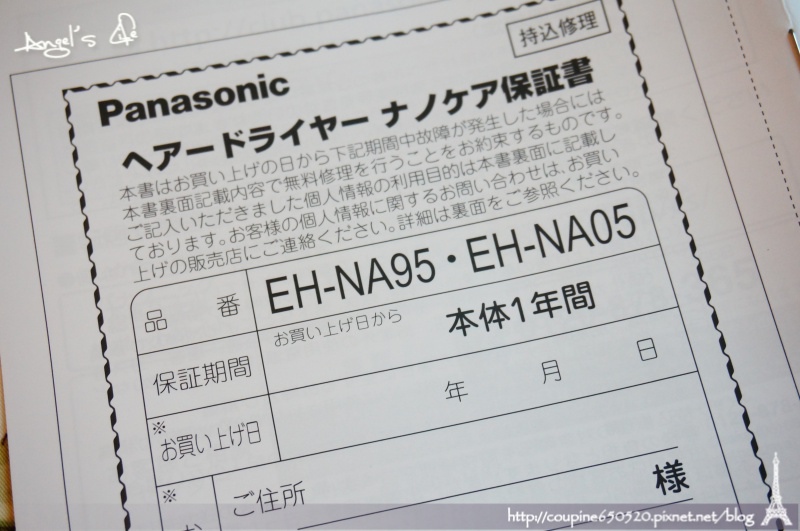 Angel's Life
持込修理
Panasonic
ヘアードライヤー ナノケア保証書
本書はお買い上げの日から下記期間中故障が発生した場合には
本書裏面記載内容で無料修理を行うことをお約束するものです。
ご記入いただきました個人情報の利用目的は本書裏面に記載し
ております。お客様の個人情報に関するお問い合わせは、お買い
上げの販売店にご連絡ください。詳細は裏面をご参照ください。
品番 EH-NA95・EH-NA05
保証期間 お買い上げ日から 本体1年間
※お買い上げ日 年 月 日
※
ご住所
様
お
http://coupine650520.pixnet.net/blog